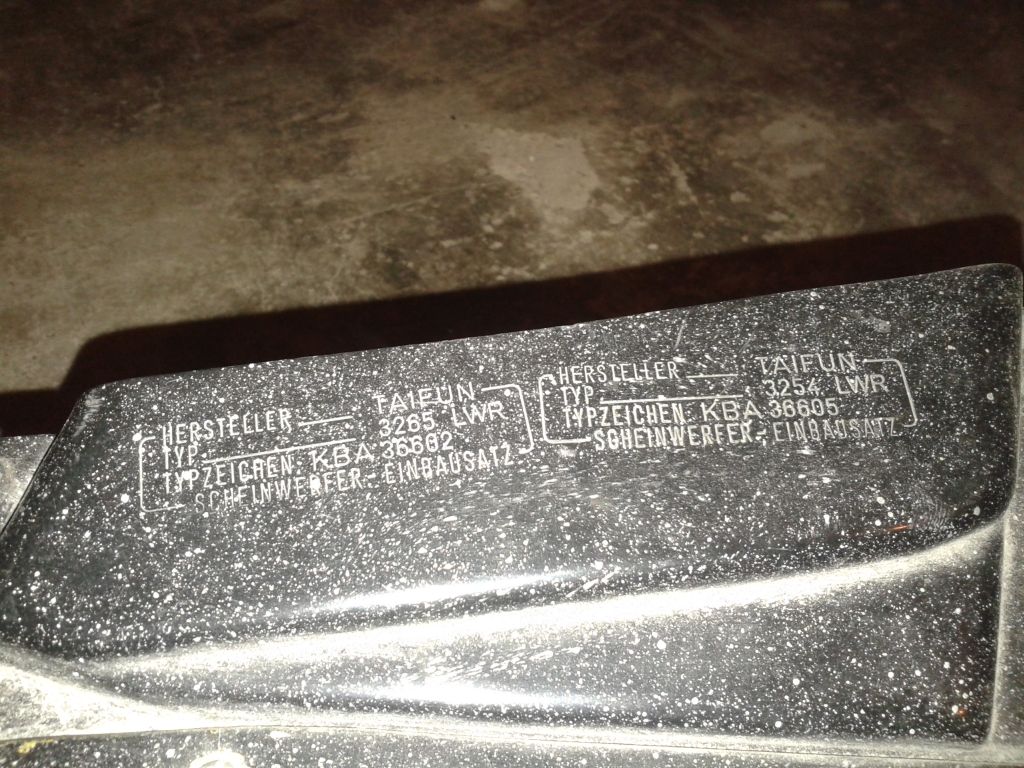 HERSTELLER TAIFUN
TYP 3265 LWR
TYPZEICHEN. KBA 36602
SCHEINWERFER-EINBAUSATZ
HERSTELLER TAIFUN
TYP 3254 LWR
TYPZEICHEN. KBA 36605
SCHEINWERFER-EINBAUSATZ